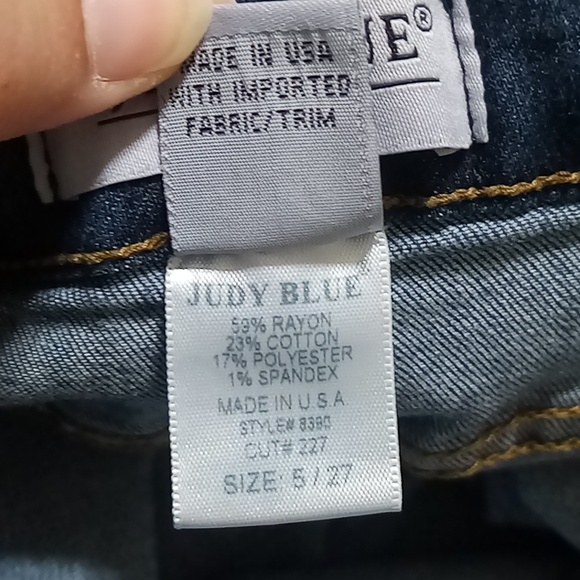 MADE IN USA
WITH IMPORTED
FABRIC/TRIM
UE®
JUDY BLUE®
59% RAYON
23% COTTON
17% POLYESTER
1% SPANDEX
MADE IN U.S.A
STYLE# 8390
CUT# 227
SIZE: 5 / 27